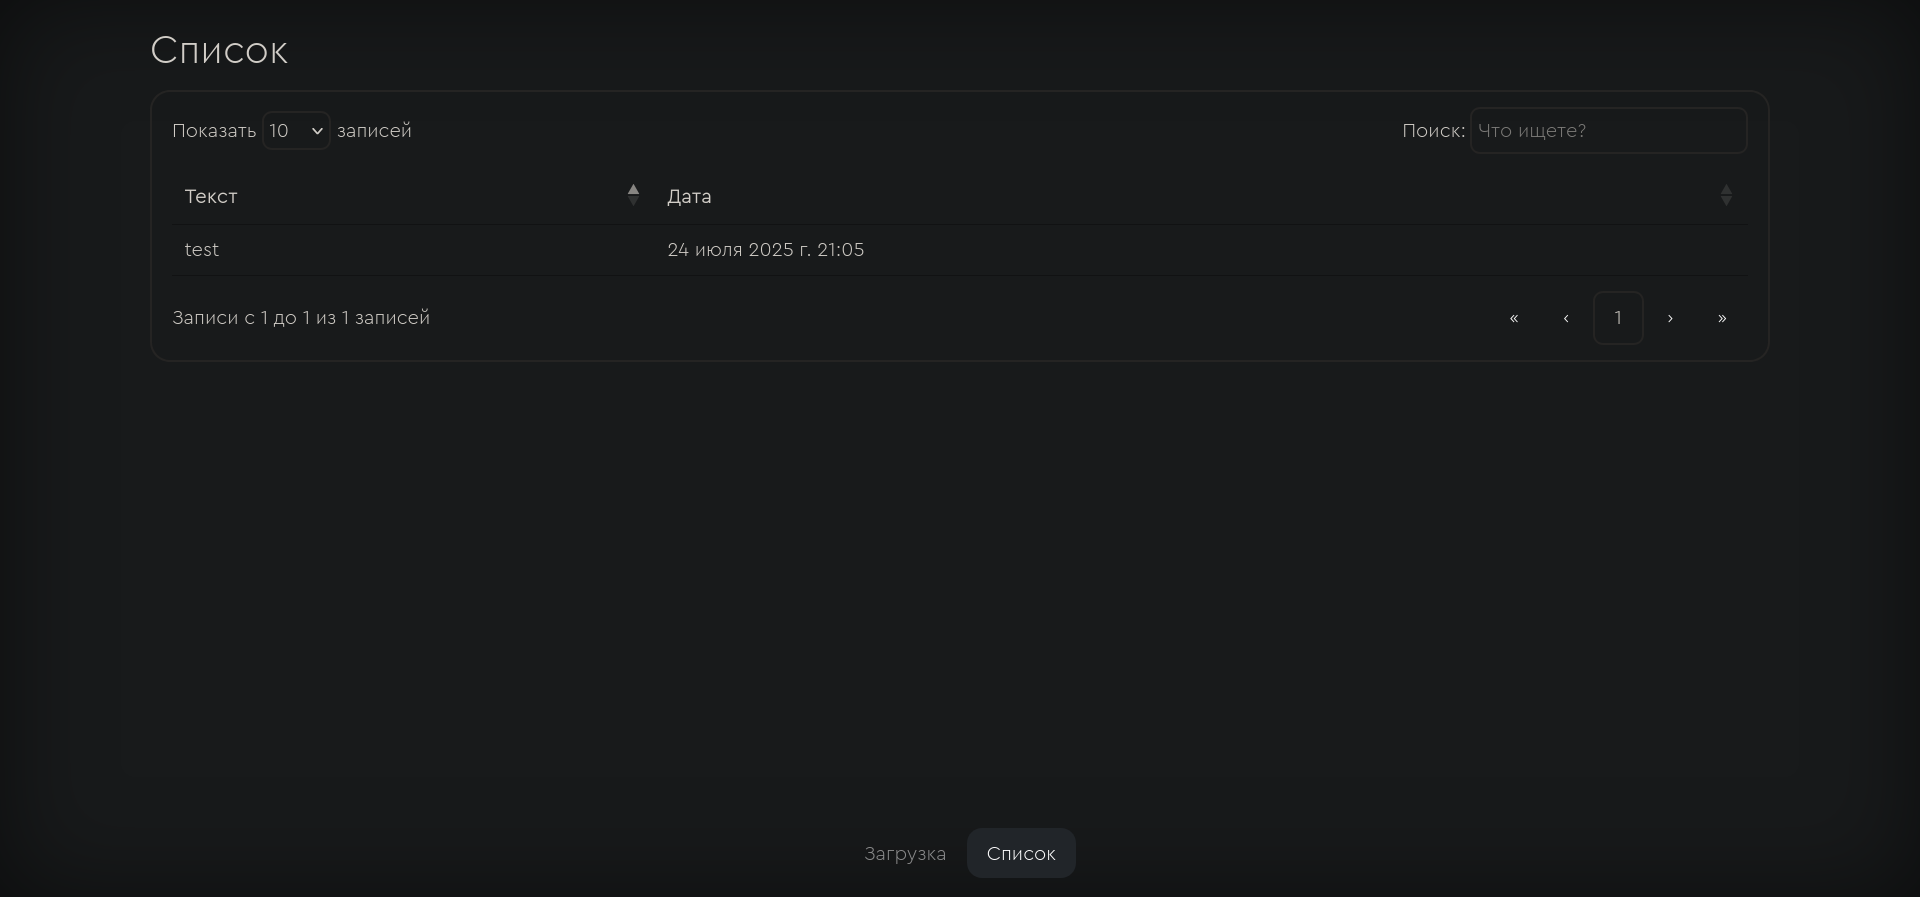 Список
Показать 10 записей Поиск: Что ищете?
Текст Дата
test 24 июля 2025 г. 21:05
Записи с 1 до 1 из 1 записей « ‹ 1 › »
Загрузка Список